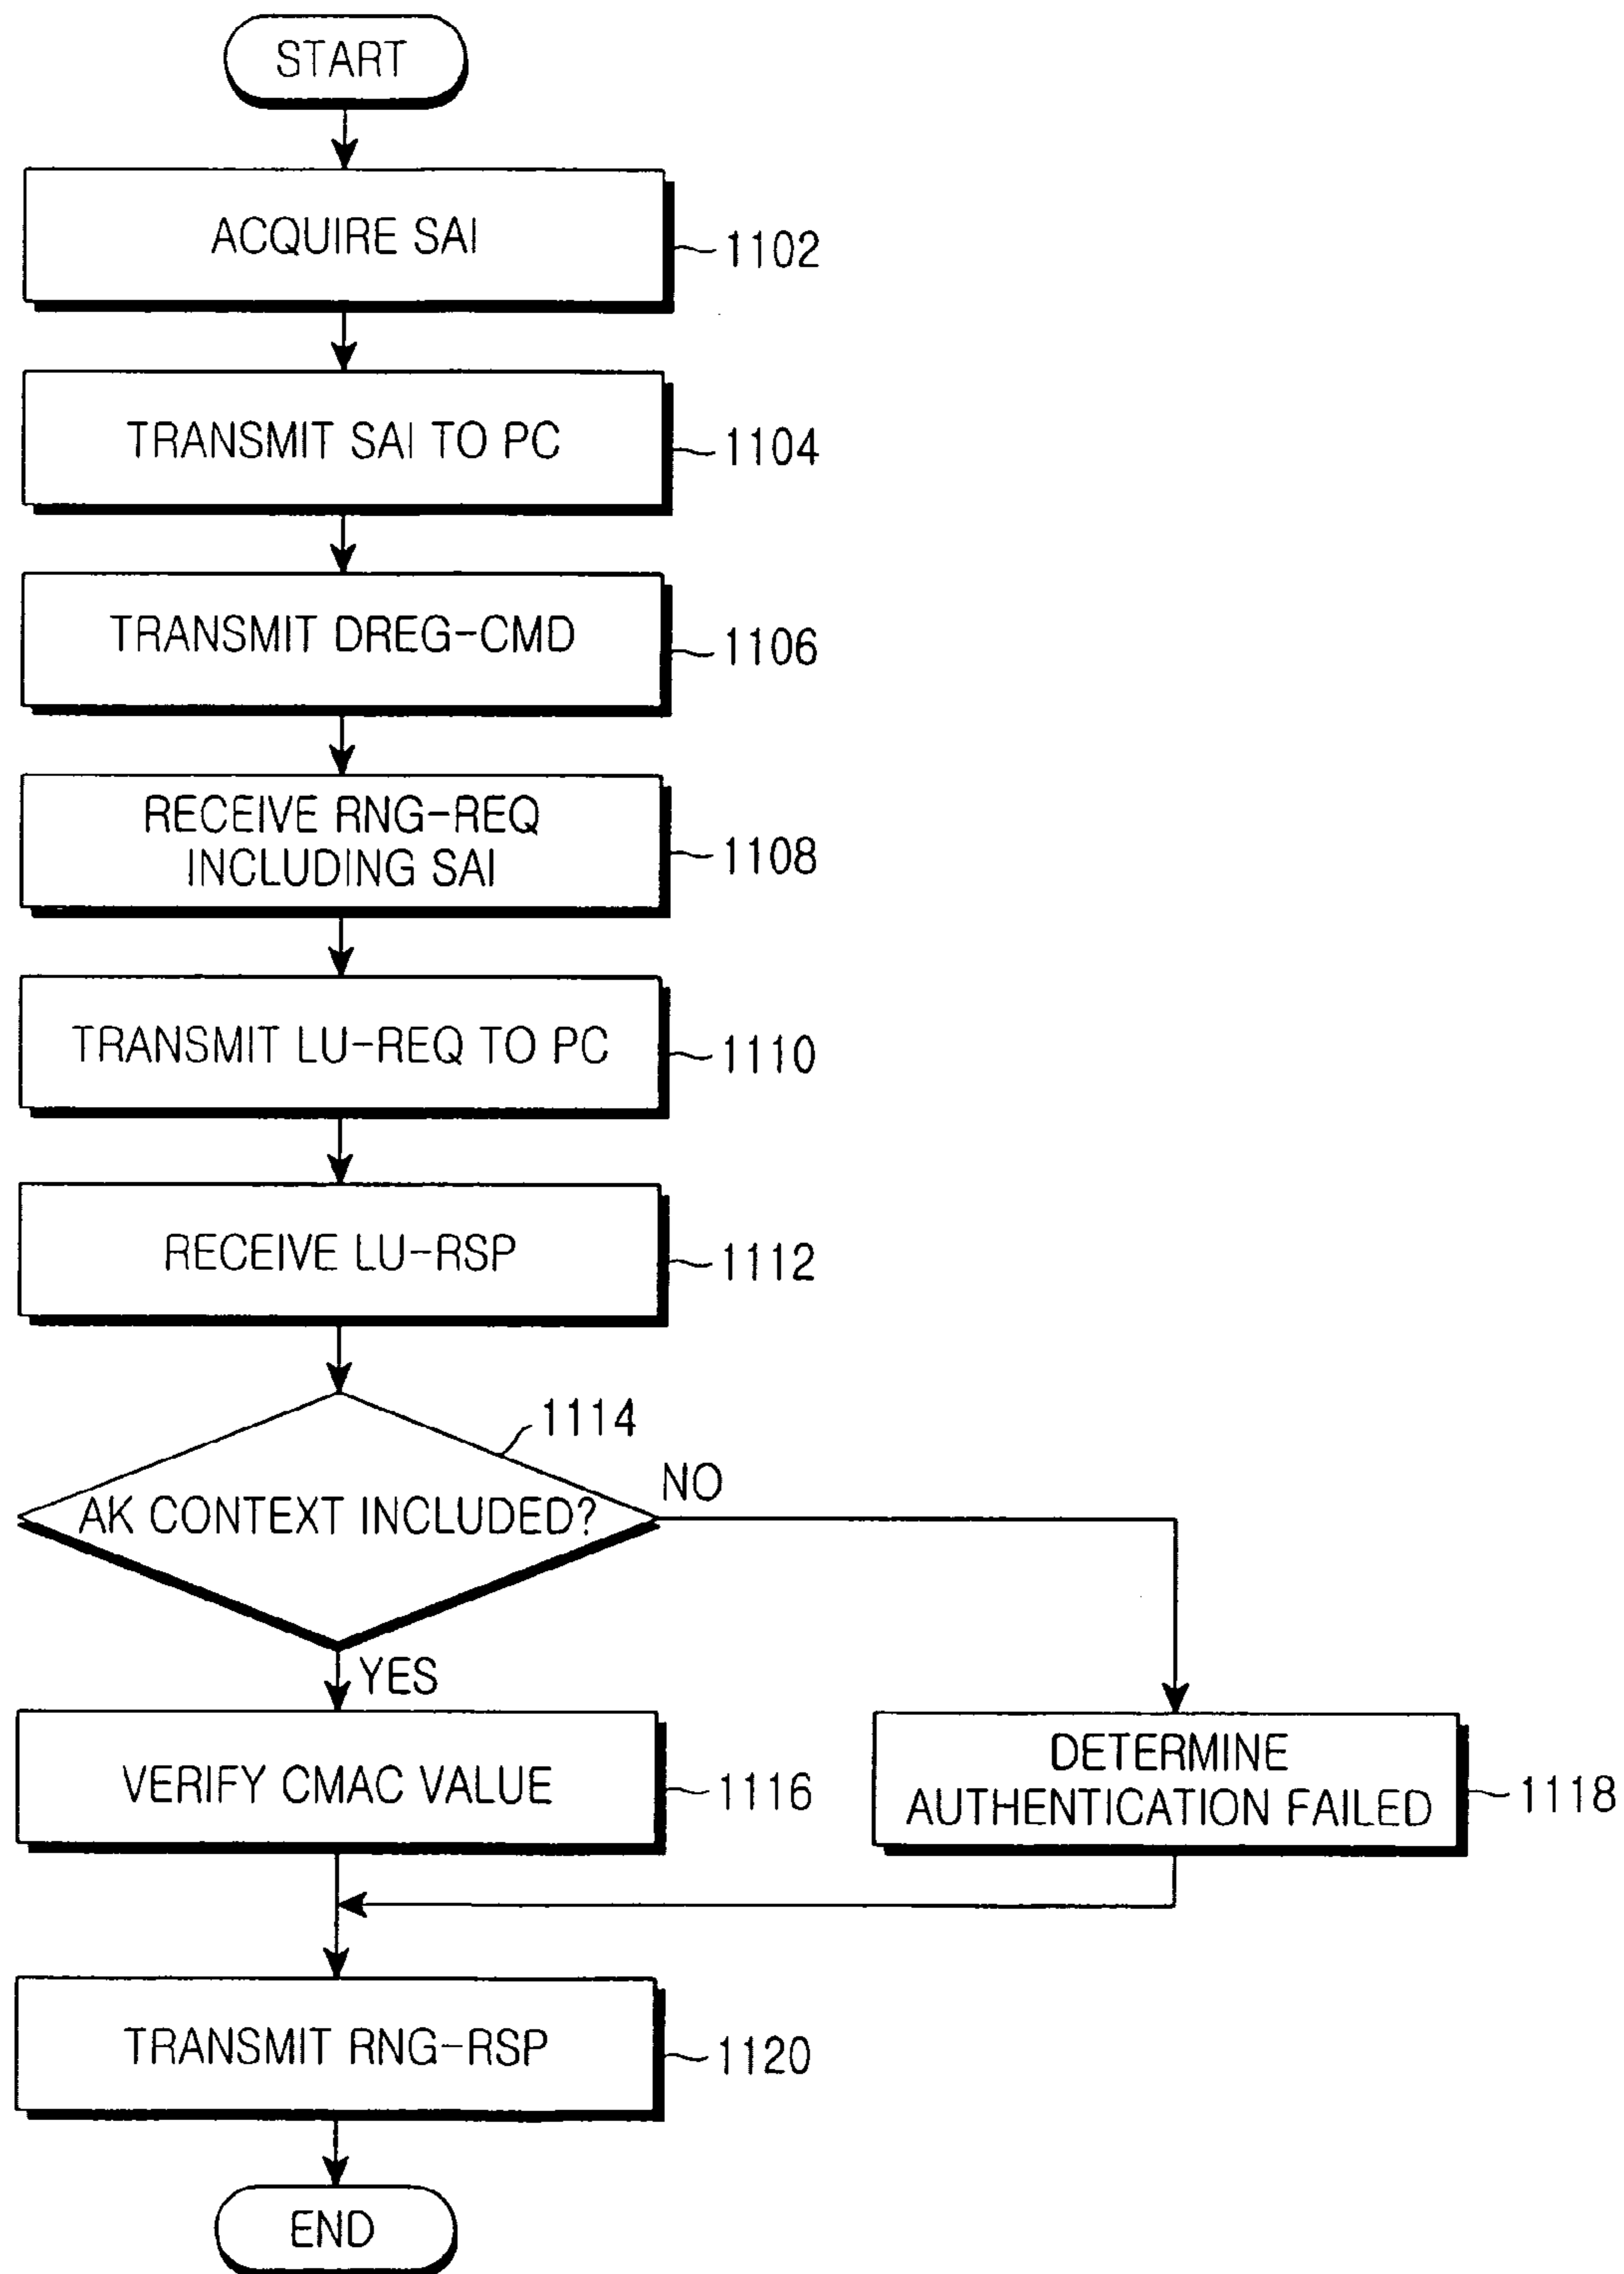 START
ACQUIRE SAI
1102
TRANSMIT SAI TO PC
1104
TRANSMIT DREG-CMD
1106
RECEIVE RNG-REQ
INCLUDING SAI
1108
TRANSMIT LU-REQ TO PC
1110
RECEIVE LU-RSP
1112
1114
AK CONTEXT INCLUDED?
NO
YES
VERIFY CMAC VALUE
1116
DETERMINE
AUTHENTICATION FAILED
1118
TRANSMIT RNG-RSP
1120
END